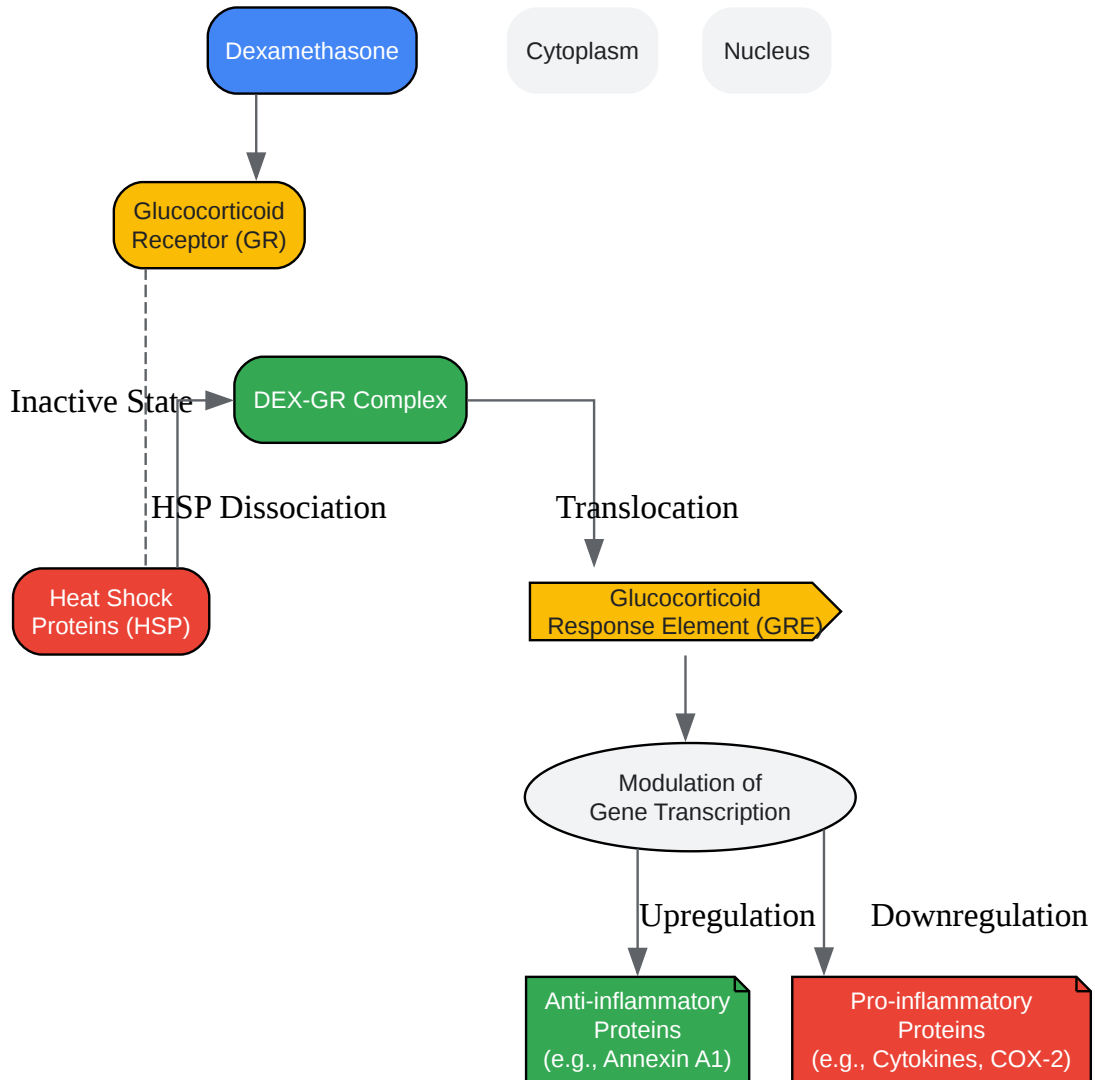 Dexamethasone
Cytoplasm
Nucleus
Glucocorticoid
Receptor (GR)
Inactive State
DEX-GR Complex
HSP Dissociation
Translocation
Heat Shock
Proteins (HSP)
Glucocorticoid
Response Element (GRE)
Modulation of
Gene Transcription
Upregulation
Downregulation
Anti-inflammatory
Proteins
(e.g., Annexin A1)
Pro-inflammatory
Proteins
(e.g., Cytokines, COX-2)